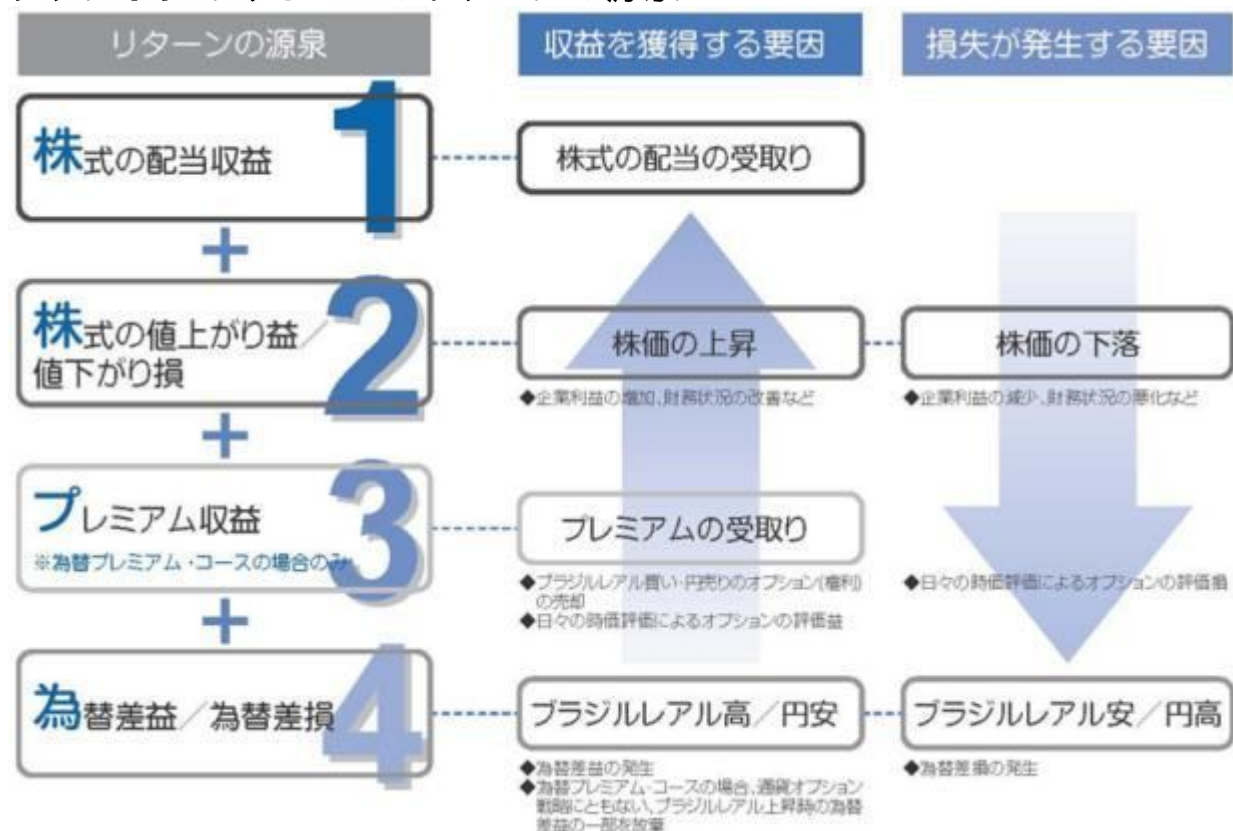 リターンの源泉
収益を獲得する要因
損失が発生する要因
株式の配当収益
1
株式の配当の受取り
+
株式の値上がり益/
値下がり損
2
株価の上昇
◆企業利益の増加、財務状況の改善など
株価の下落
◆企業利益の減少、財務状況の悪化など
+
プレミアム収益
※為替プレミアム・コースの場合のみ
3
プレミアムの受取り
◆ブラジルレアル買い・円売りのオプション(権利)
の売却
◆日々の時価評価によるオプションの評価益
◆日々の時価評価によるオプションの評価損
+
為替差益/為替差損
4
ブラジルレアル高/円安
◆為替差益の発生
◆為替プレミアム・コースの場合、通貨オプション
戦略にともない、ブラジルレアル上昇時の為替
差益の一部を放棄
ブラジルレアル安/円高
◆為替差損の発生